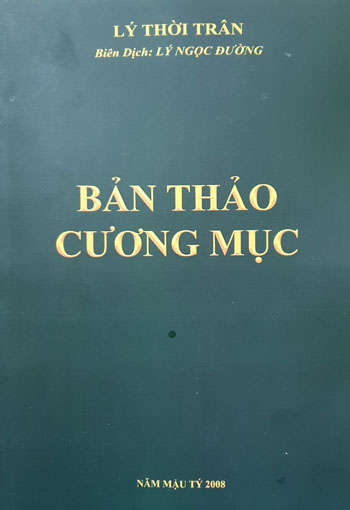 LÝ THỜI TRÂN
Biên Dịch: LÝ NGỌC ĐƯỜNG
BẢN THẢO
CƯƠNG MỤC
NĂM MẬU TÝ 2008